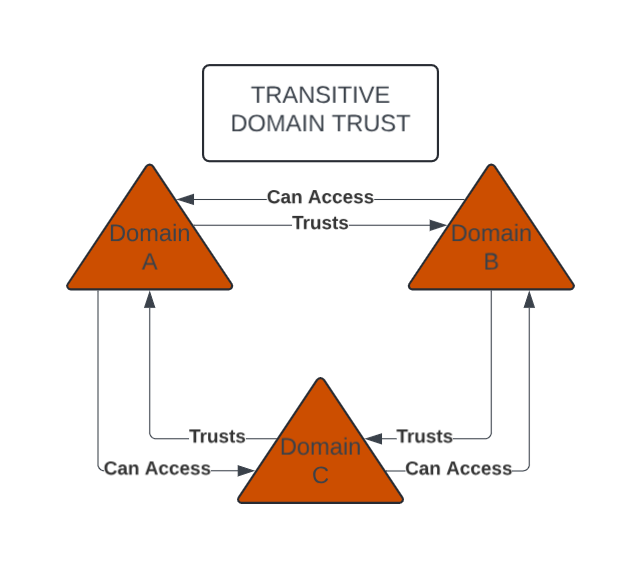 TRANSITIVE
DOMAIN TRUST
Can Access
Trusts
Domain
A
Domain
B
Trusts
Trusts
Can Access
Can Access
Domain
C